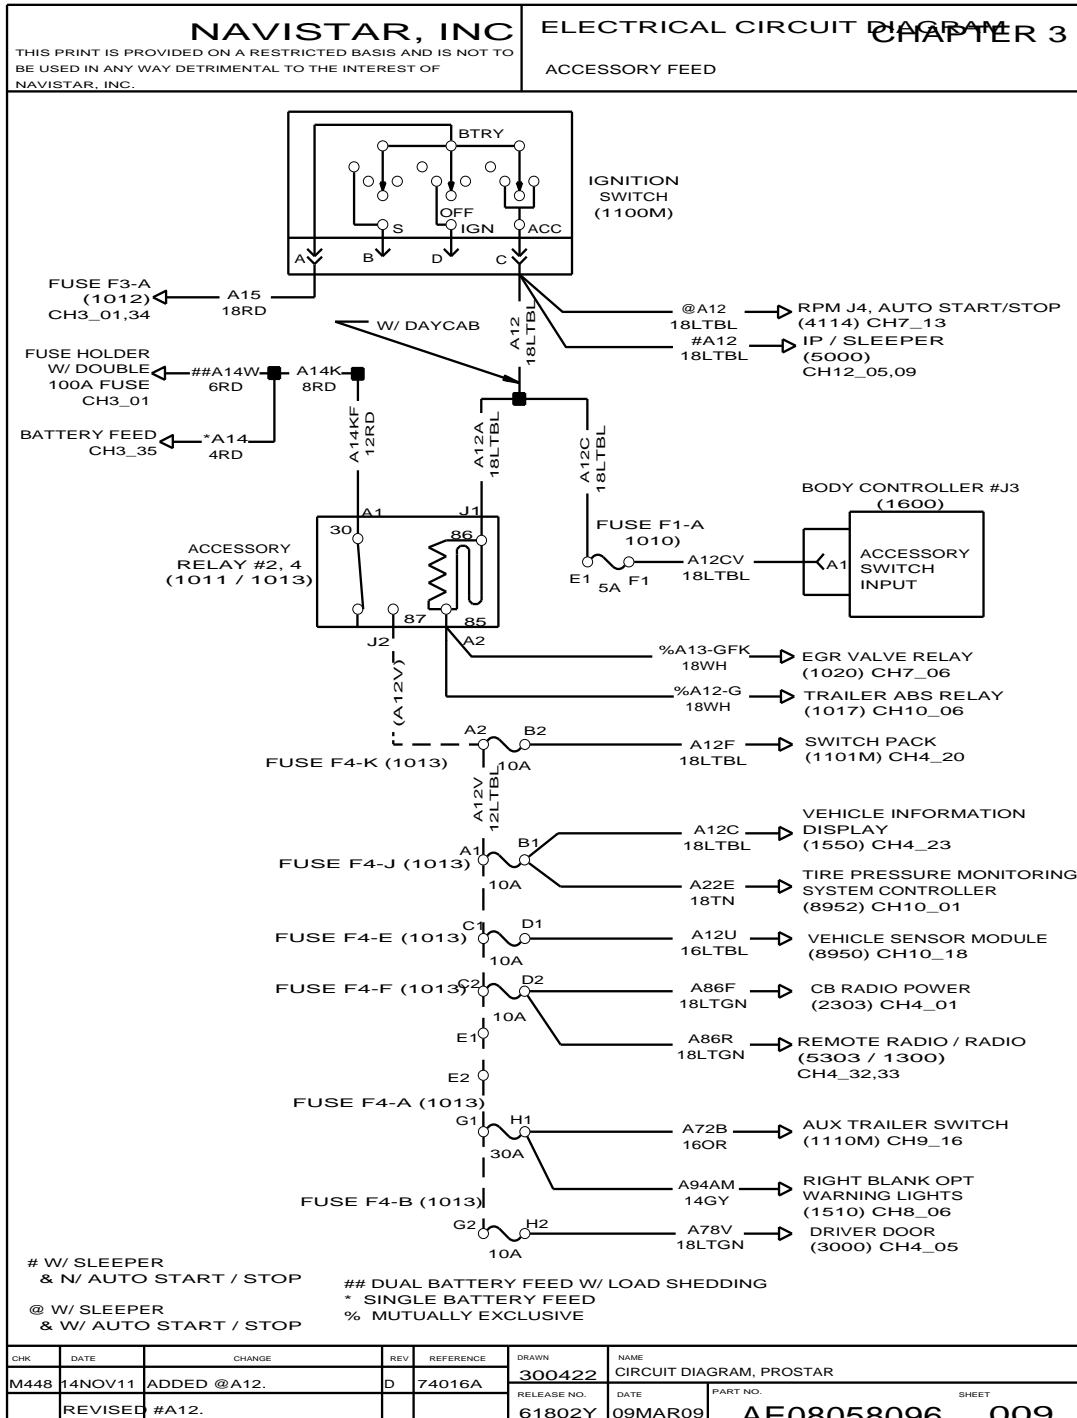 NAVISTAR, INC
THIS PRINT IS PROVIDED ON A RESTRICTED BASIS AND IS NOT TO
BE USED IN ANY WAY DETRIMENTAL TO THE INTEREST OF
NAVISTAR, INC.
ELECTRICAL CIRCUIT DIAGRAM
CHAPTER 3
ACCESSORY FEED
BTRY
OFF
S
IGN
ACC
A
B
D
C
IGNITION
SWITCH
(1100M)
FUSE F3-A
(1012)
CH3_01,34
A15
18RD
W/ DAYCAB
A12
18LTBL
@A12
18LTBL
RPM J4, AUTO START/STOP
(4114) CH7_13
#A12
18LTBL
IP / SLEEPER
(5000)
CH12_05,09
FUSE HOLDER
W/ DOUBLE
100A FUSE
CH3_01
##A14W
6RD
A14K
8RD
BATTERY FEED
CH3_35
*A14
4RD
A14KF
12RD
A12A
18LTBL
A12C
18LTBL
BODY CONTROLLER #J3
(1600)
A1
ACCESSORY
SWITCH
INPUT
FUSE F1-A
1010)
E1
F1
5A
A12CV
18LTBL
ACCESSORY
RELAY #2, 4
(1011 / 1013)
A1
J1
30
86
87
85
J2
A2
(A12V)
%A13-GFK
18WH
EGR VALVE RELAY
(1020) CH7_06
%A12-G
18WH
TRAILER ABS RELAY
(1017) CH10_06
FUSE F4-K (1013)
A2
B2
10A
A12F
18LTBL
SWITCH PACK
(1101M) CH4_20
A12V
12LTBL
FUSE F4-J (1013)
A1
B1
10A
A12C
18LTBL
VEHICLE INFORMATION
DISPLAY
(1550) CH4_23
A22E
18TN
TIRE PRESSURE MONITORING
SYSTEM CONTROLLER
(8952) CH10_01
FUSE F4-E (1013)
C1
D1
10A
A12U
16LTBL
VEHICLE SENSOR MODULE
(8950) CH10_18
FUSE F4-F (1013)
C2
D2
10A
A86F
18LTGN
CB RADIO POWER
(2303) CH4_01
A86R
18LTGN
REMOTE RADIO / RADIO
(5303 / 1300)
CH4_32,33
E1
E2
FUSE F4-A (1013)
G1
H1
30A
A72B
16OR
AUX TRAILER SWITCH
(1110M) CH9_16
A94AM
14GY
RIGHT BLANK OPT
WARNING LIGHTS
(1510) CH8_06
FUSE F4-B (1013)
G2
H2
10A
A78V
18LTGN
DRIVER DOOR
(3000) CH4_05
# W/ SLEEPER
& N/ AUTO START / STOP
@ W/ SLEEPER
& W/ AUTO START / STOP
## DUAL BATTERY FEED W/ LOAD SHEDDING
* SINGLE BATTERY FEED
% MUTUALLY EXCLUSIVE
CHK DATE CHANGE REV REFERENCE
M448 14NOV11 ADDED @A12. D 74016A
REVISED #A12.
DRAWN
300422
NAME
CIRCUIT DIAGRAM, PROSTAR
RELEASE NO.
61802Y
DATE
09MAR09
PART NO.
AE08058096
SHEET
009